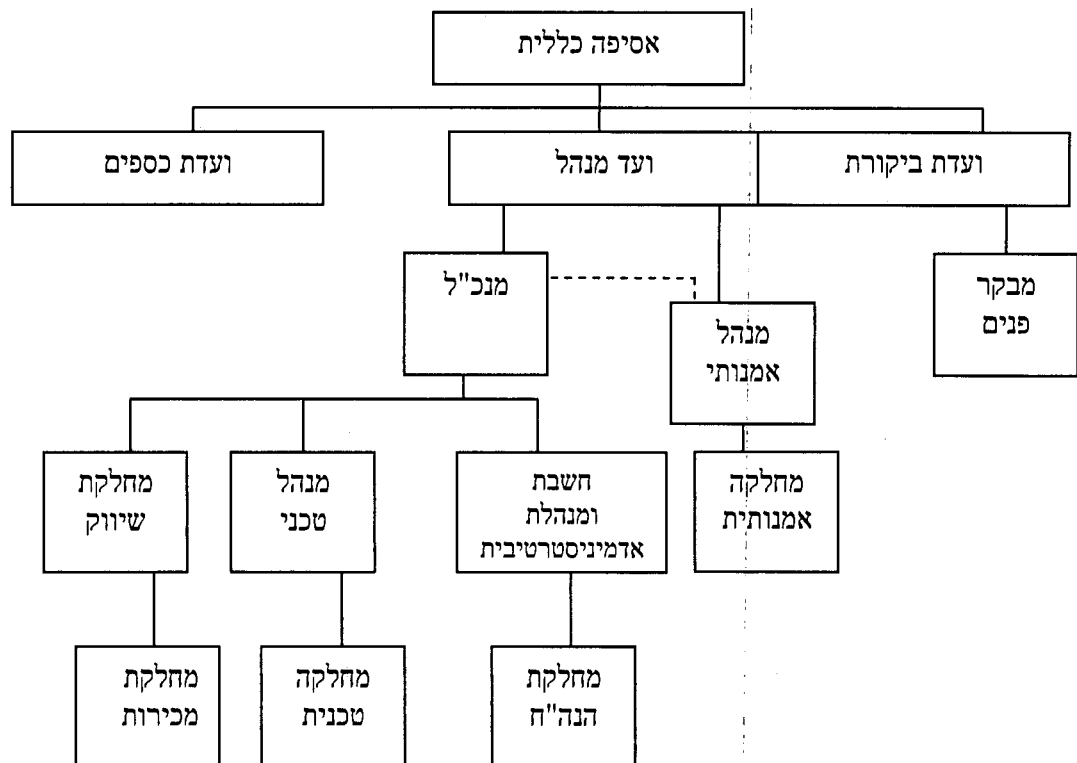 אסיפה כללית
ועדת ביקורת
ועד מנהל
ועדת כספים
מבקר
פנים
מנכ"ל
מנהל
אמנותי
מחלקה
אמנותית
חשבת
ומנהלת
אדמיניסטרטיבית
מנהל
טכני
מחלקת
שיווק
מחלקת
הנה"ח
מחלקה
טכנית
מחלקת
מכירות